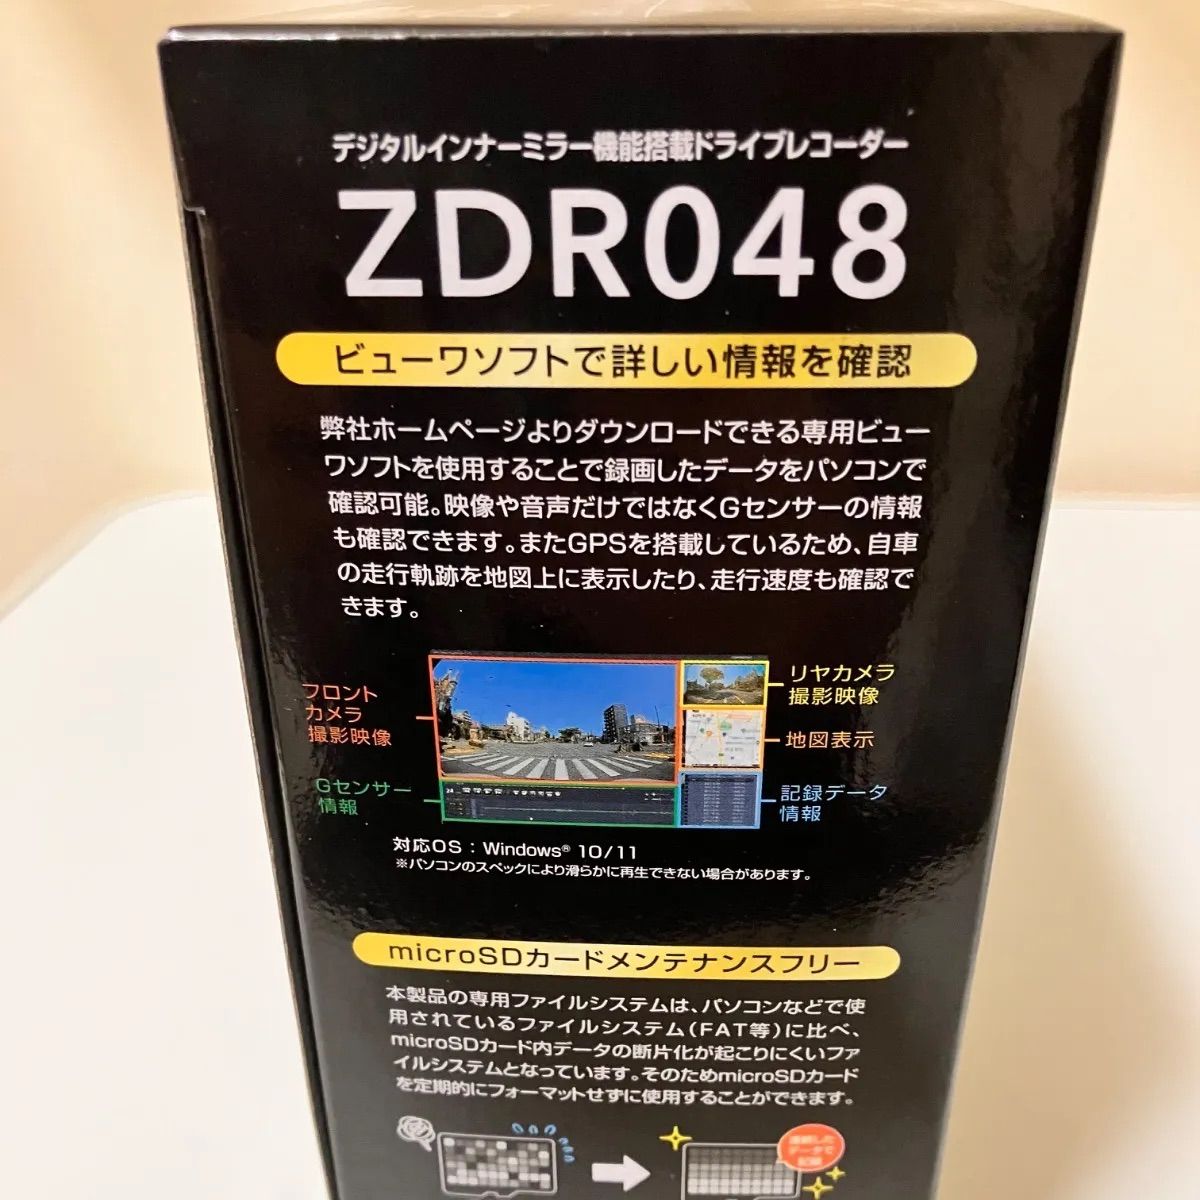 デジタルインナーミラー機能搭載ドライブレコーダー
ZDR048
ビューワソフトで詳しい情報を確認
弊社ホームページよりダウンロードできる専用ビュー
ワソフトを使用することで録画したデータをパソコンで
確認可能。映像や音声だけではなくGセンサーの情報
も確認できます。またGPSを搭載しているため、自車
の走行軌跡を地図上に表示したり、走行速度も確認で
きます。
フロント
カメラ
撮影映像
Gセンサー
情報
リヤカメラ
撮影映像
地図表示
記録データ
情報
対応OS：Windows® 10/11
※パソコンのスペックにより滑らかに再生できない場合があります。
microSDカードメンテナンスフリー
本製品の専用ファイルシステムは、パソコンなどで使
用されているファイルシステム(FAT等)に比べ、
microSDカード内データの断片化が起こりにくいファ
イルシステムとなっています。そのためmicroSDカード
を定期的にフォーマットせずに使用することができます。
連続した
データで
記録